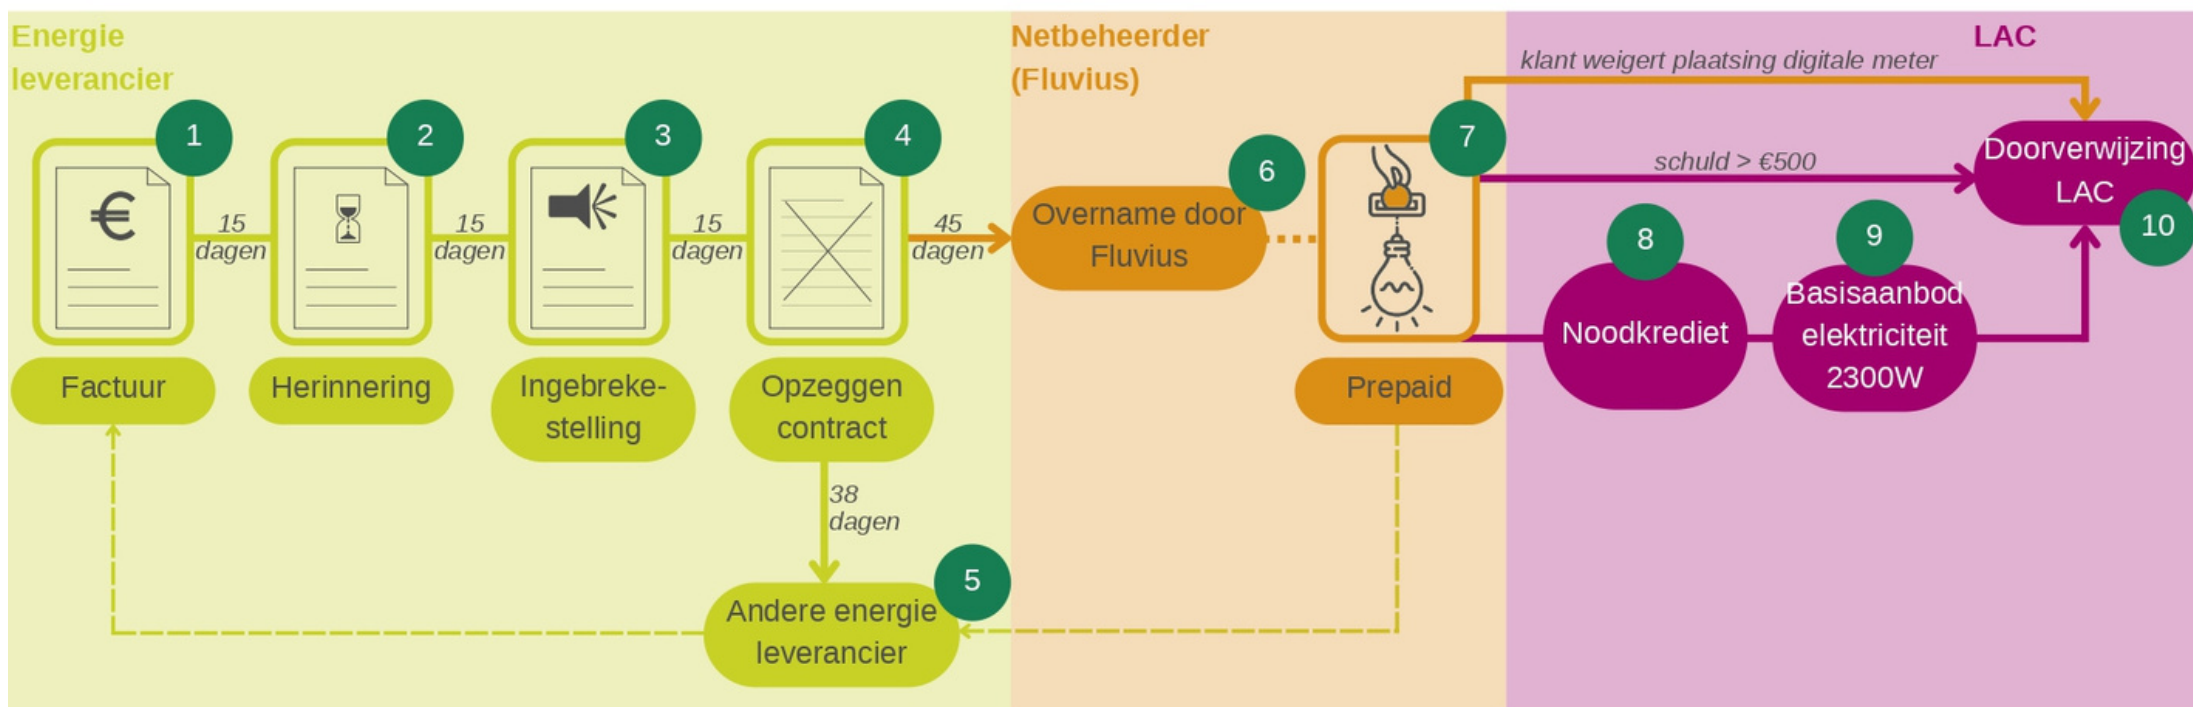 Energie
leverancier
Netbeheerder
(Fluvius)
LAC
klant weigert plaatsing digitale meter
1
2
3
4
6
7
€
15
dagen
15
dagen
15
dagen
45
dagen
Overname door
Fluvius
schuld > €500
Doorverwijzing
LAC
10
8
9
Noodkrediet
Basisaanbod
elektriciteit
2300W
Factuur
Herinnering
Ingebreke-
stelling
Opzeggen
contract
Prepaid
38
dagen
5
Andere energie
leverancier